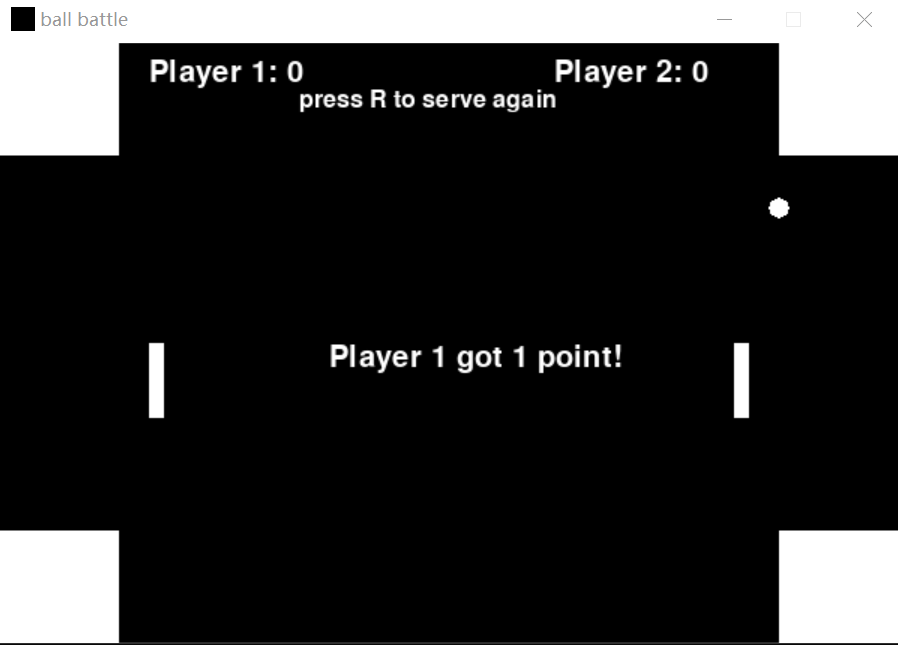 ball battle
Player 1: 0 Player 2: 0
press R to serve again
Player 1 got 1 point!